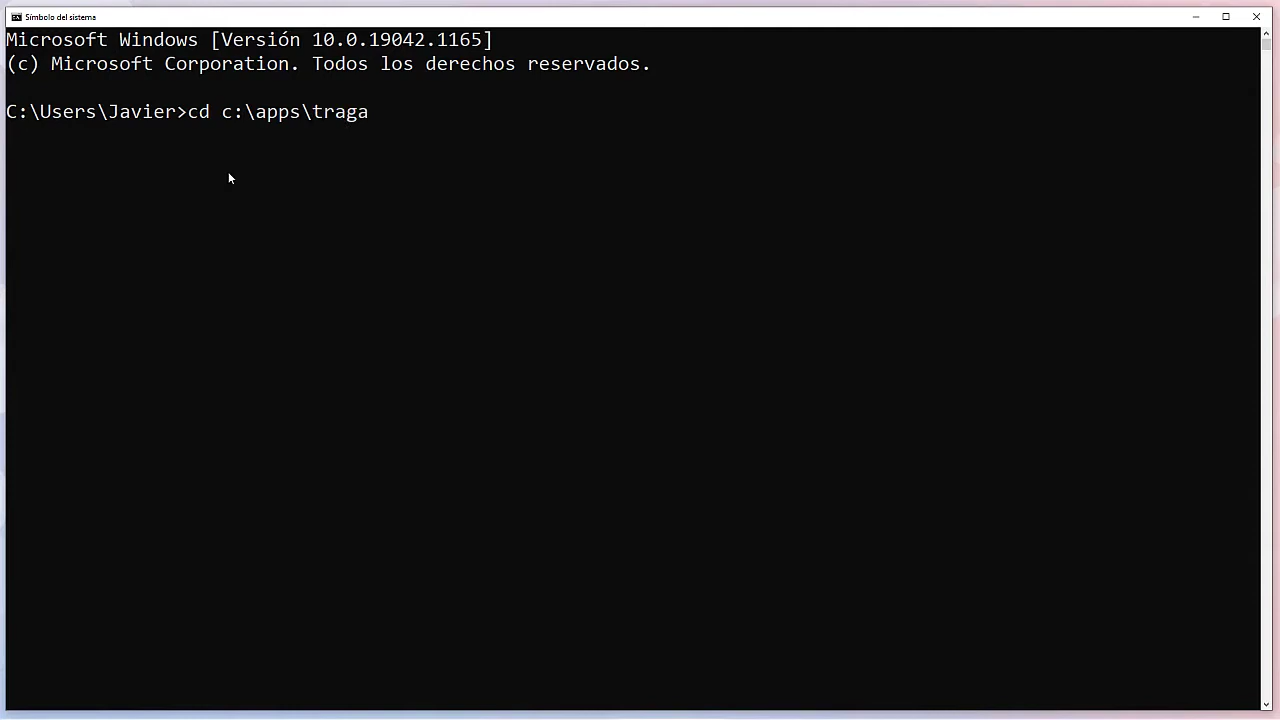 Símbolo del sistema
Microsoft Windows [Versión 10.0.19042.1165]
(c) Microsoft Corporation. Todos los derechos reservados.
C:\Users\Javier>cd c:\apps\traga